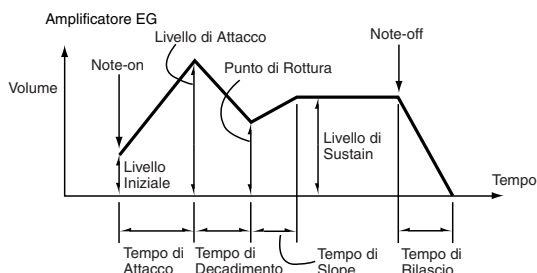 Amplificatore EG
Livello di Attacco
Note-off
Note-on
Punto di Rottura
Volume
Livello di
Sustain
Livello
Iniziale
Tempo
Tempo di
Attacco
Tempo di
Decadimento
Tempo di
Slope
Tempo di
Rilascio